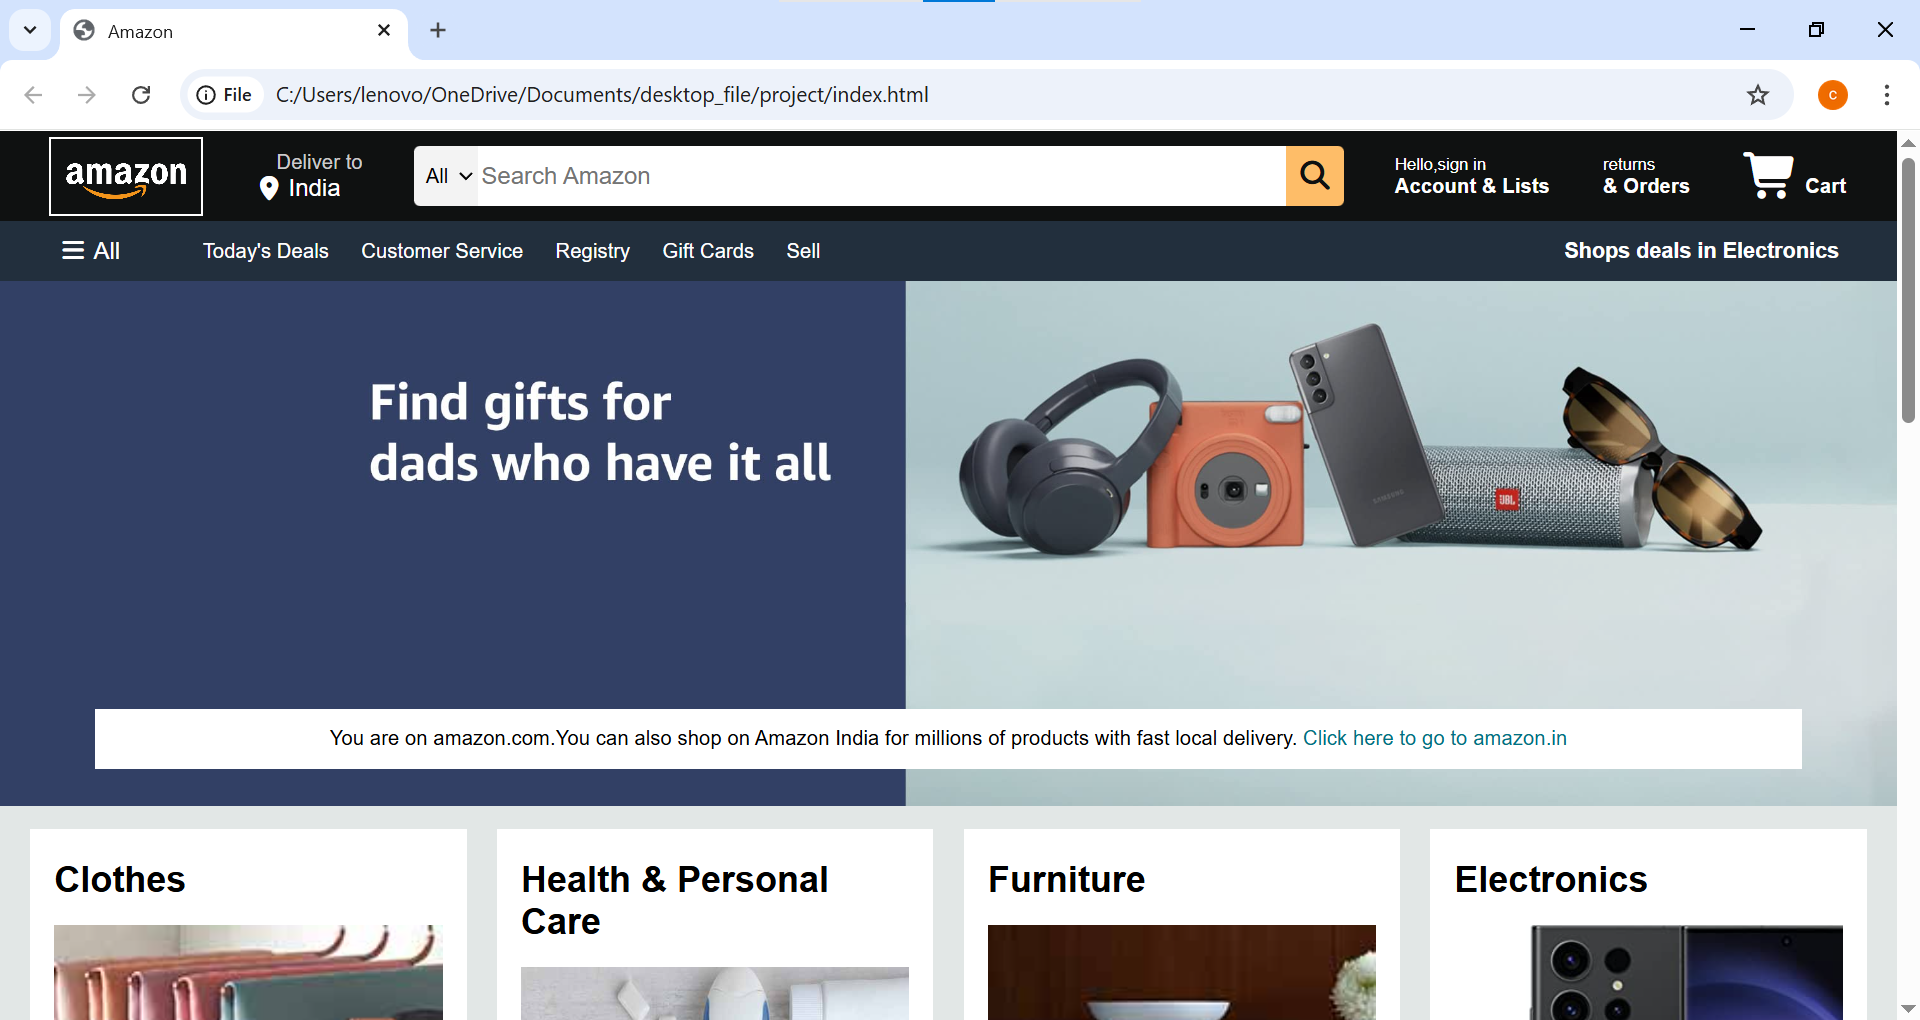 Amazon
File
C:/Users/lenovo/OneDrive/Documents/desktop_file/project/index.html
C
amazon
Deliver to
India
All
Search Amazon
Hello,sign in
Account & Lists
returns
& Orders
Cart
All
Today's Deals
Customer Service
Registry
Gift Cards
Sell
Shops deals in Electronics
Find gifts for
dads who have it all
SAMSUNG
JBL
You are on amazon.com.You can also shop on Amazon India for millions of products with fast local delivery. Click here to go to amazon.in
Clothes
Health & Personal
Care
Furniture
Electronics